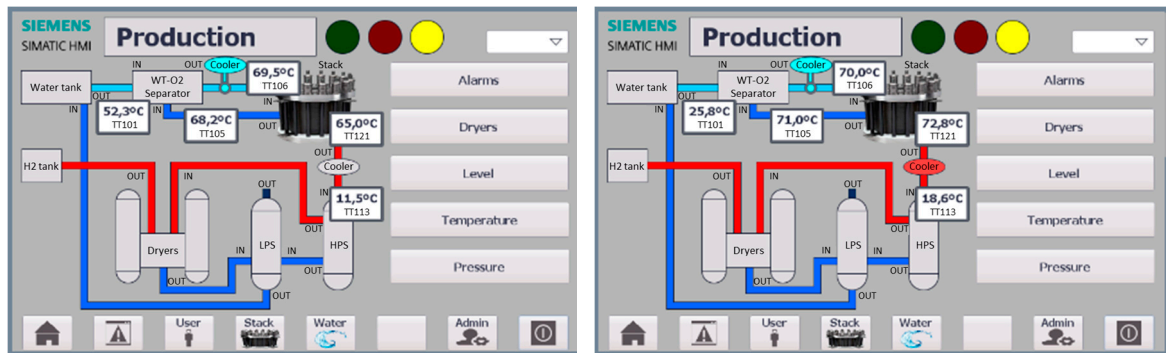 SIEMENS
SIMATIC HMI
Production
IN
OUT
Cooler
69,5ºC
TT106
Stack
Water tank
WT-O2
Separator
OUT
IN
IN
IN
OUT
52,3ºC
TT101
68,2ºC
TT105
65,0ºC
TT121
OUT
Cooler
H2 tank
OUT
IN
IN
11,5ºC
TT113
OUT
OUT
Dryers
LPS
HPS
IN
IN
OUT
OUT
OUT
Alarms
Dryers
Level
Temperature
Pressure
User
Stack
Water
Admin
SIEMENS
SIMATIC HMI
Production
IN
OUT
Cooler
70,0ºC
TT106
Stack
Water tank
WT-O2
Separator
OUT
IN
IN
IN
OUT
25,8ºC
TT101
71,0ºC
TT105
72,8ºC
TT121
OUT
Cooler
H2 tank
OUT
IN
IN
18,6ºC
TT113
OUT
OUT
Dryers
LPS
HPS
IN
IN
OUT
OUT
OUT
Alarms
Dryers
Level
Temperature
Pressure
User
Stack
Water
Admin